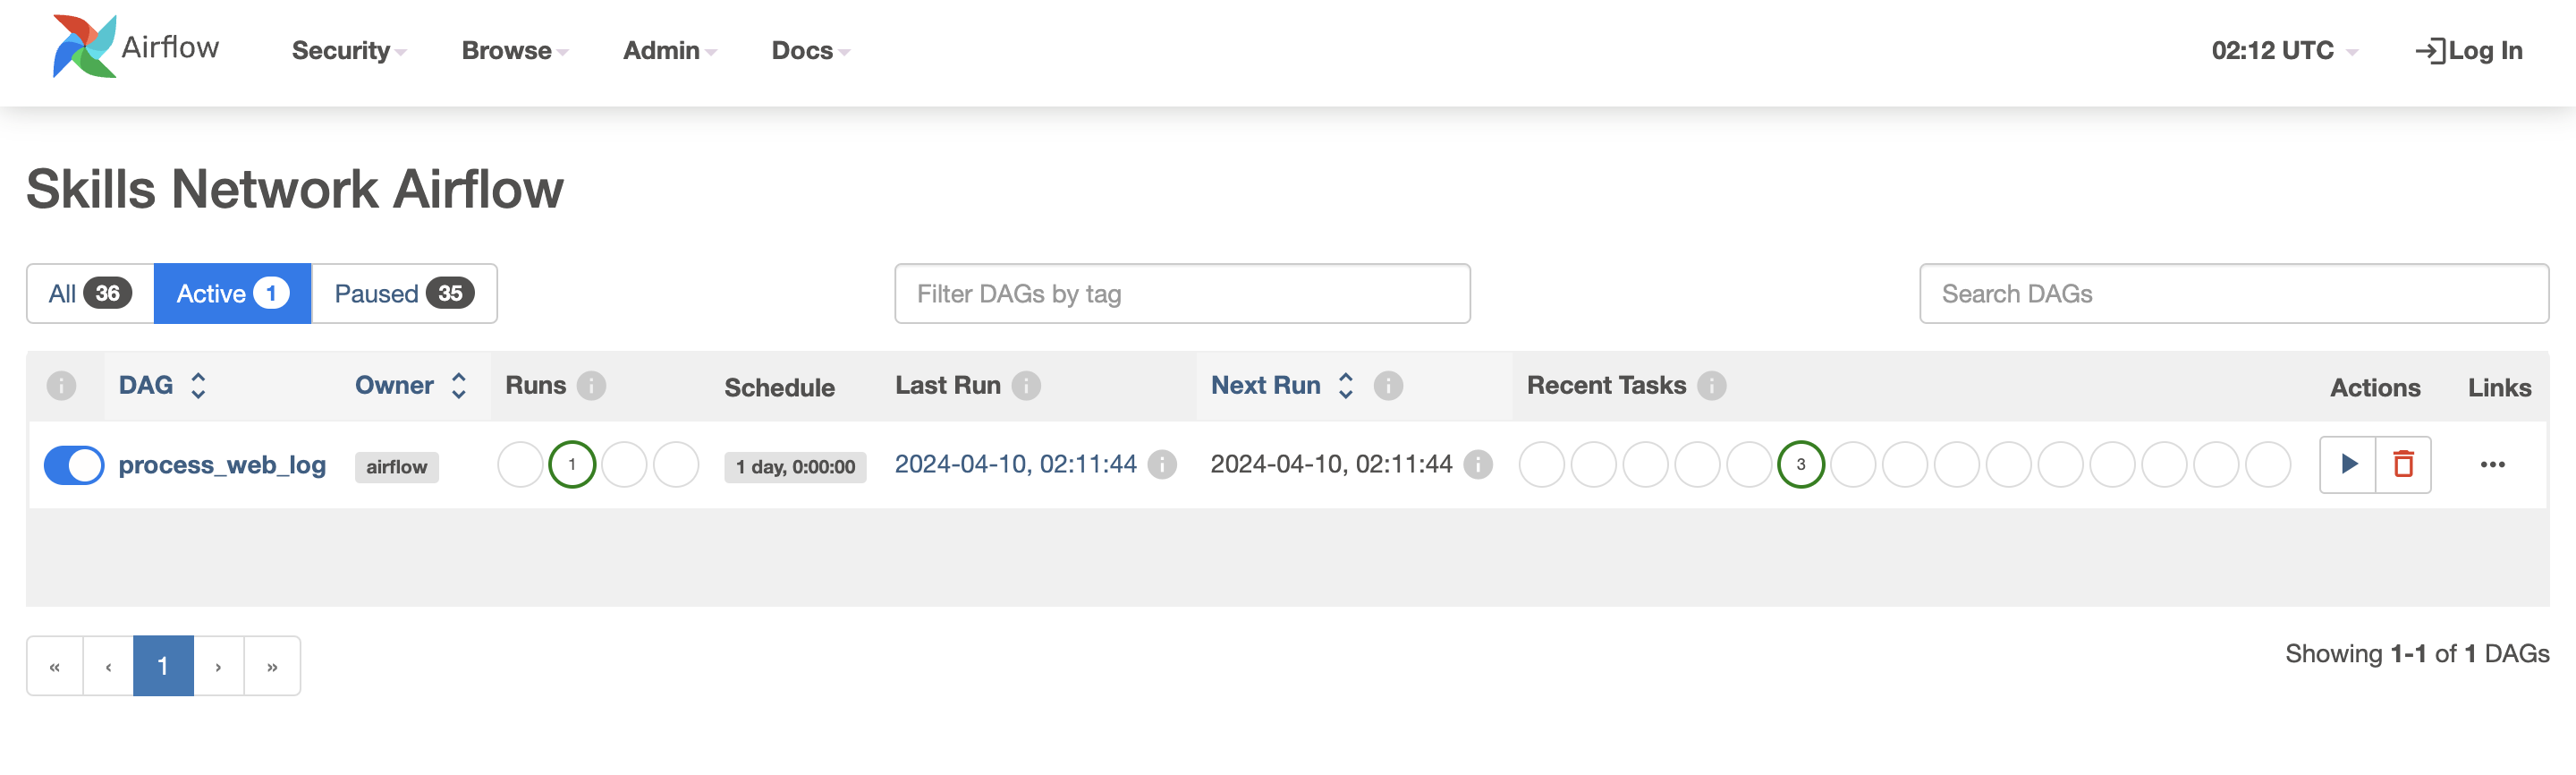 Airflow Security Browse Admin Docs 02:12 UTC Log In
Skills Network Airflow
All 36 Active 1 Paused 35 Filter DAGs by tag Search DAGs
DAG Owner Runs Schedule Last Run Next Run Recent Tasks Actions Links
process_web_log airflow 1 1 day, 0:00:00 2024-04-10, 02:11:44 2024-04-10, 02:11:44 3 ...
« ‹ 1 › » Showing 1-1 of 1 DAGs